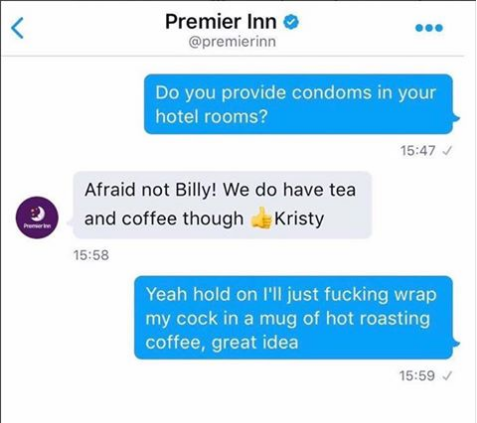 Premier Inn
@premierinn
Do you provide condoms in your
hotel rooms?
15:47 ✓
Afraid not Billy! We do have tea
and coffee though 👍Kristy
Premier Inn
15:58
Yeah hold on I'll just fucking wrap
my cock in a mug of hot roasting
coffee, great idea
15:59 ✓